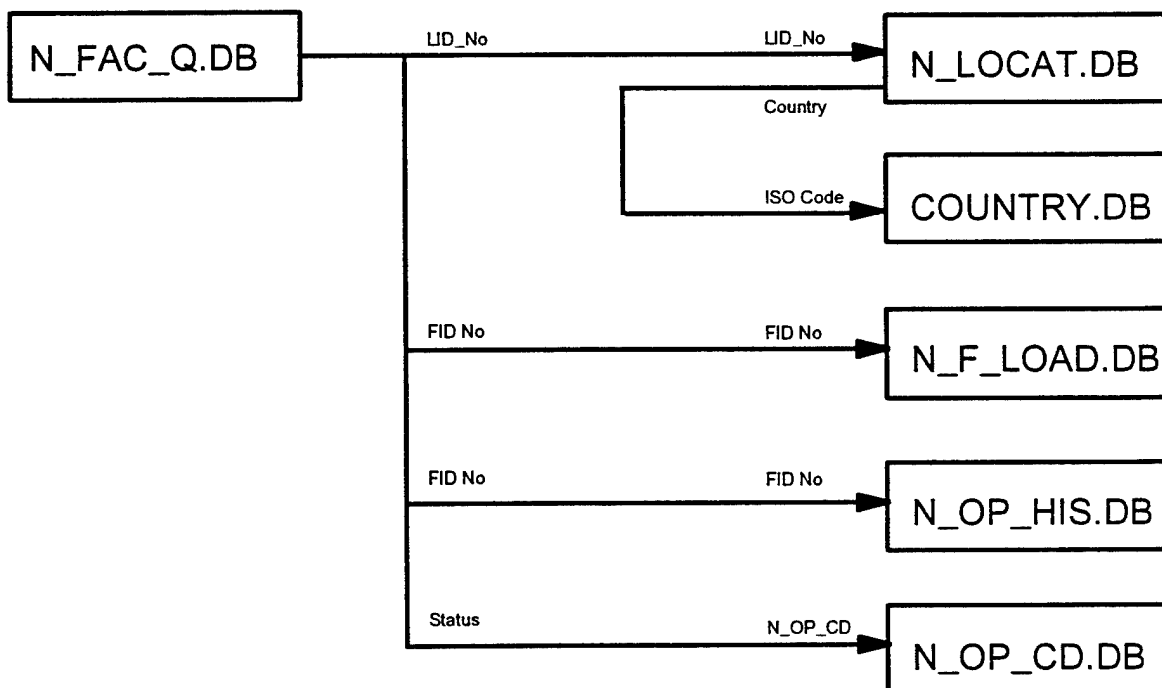 N_FAC_Q.DB
LID_No LID_No
N_LOCAT.DB
Country
ISO Code
COUNTRY.DB
FID No FID No
N_F_LOAD.DB
FID No FID No
N_OP_HIS.DB
Status N_OP_CD
N_OP_CD.DB